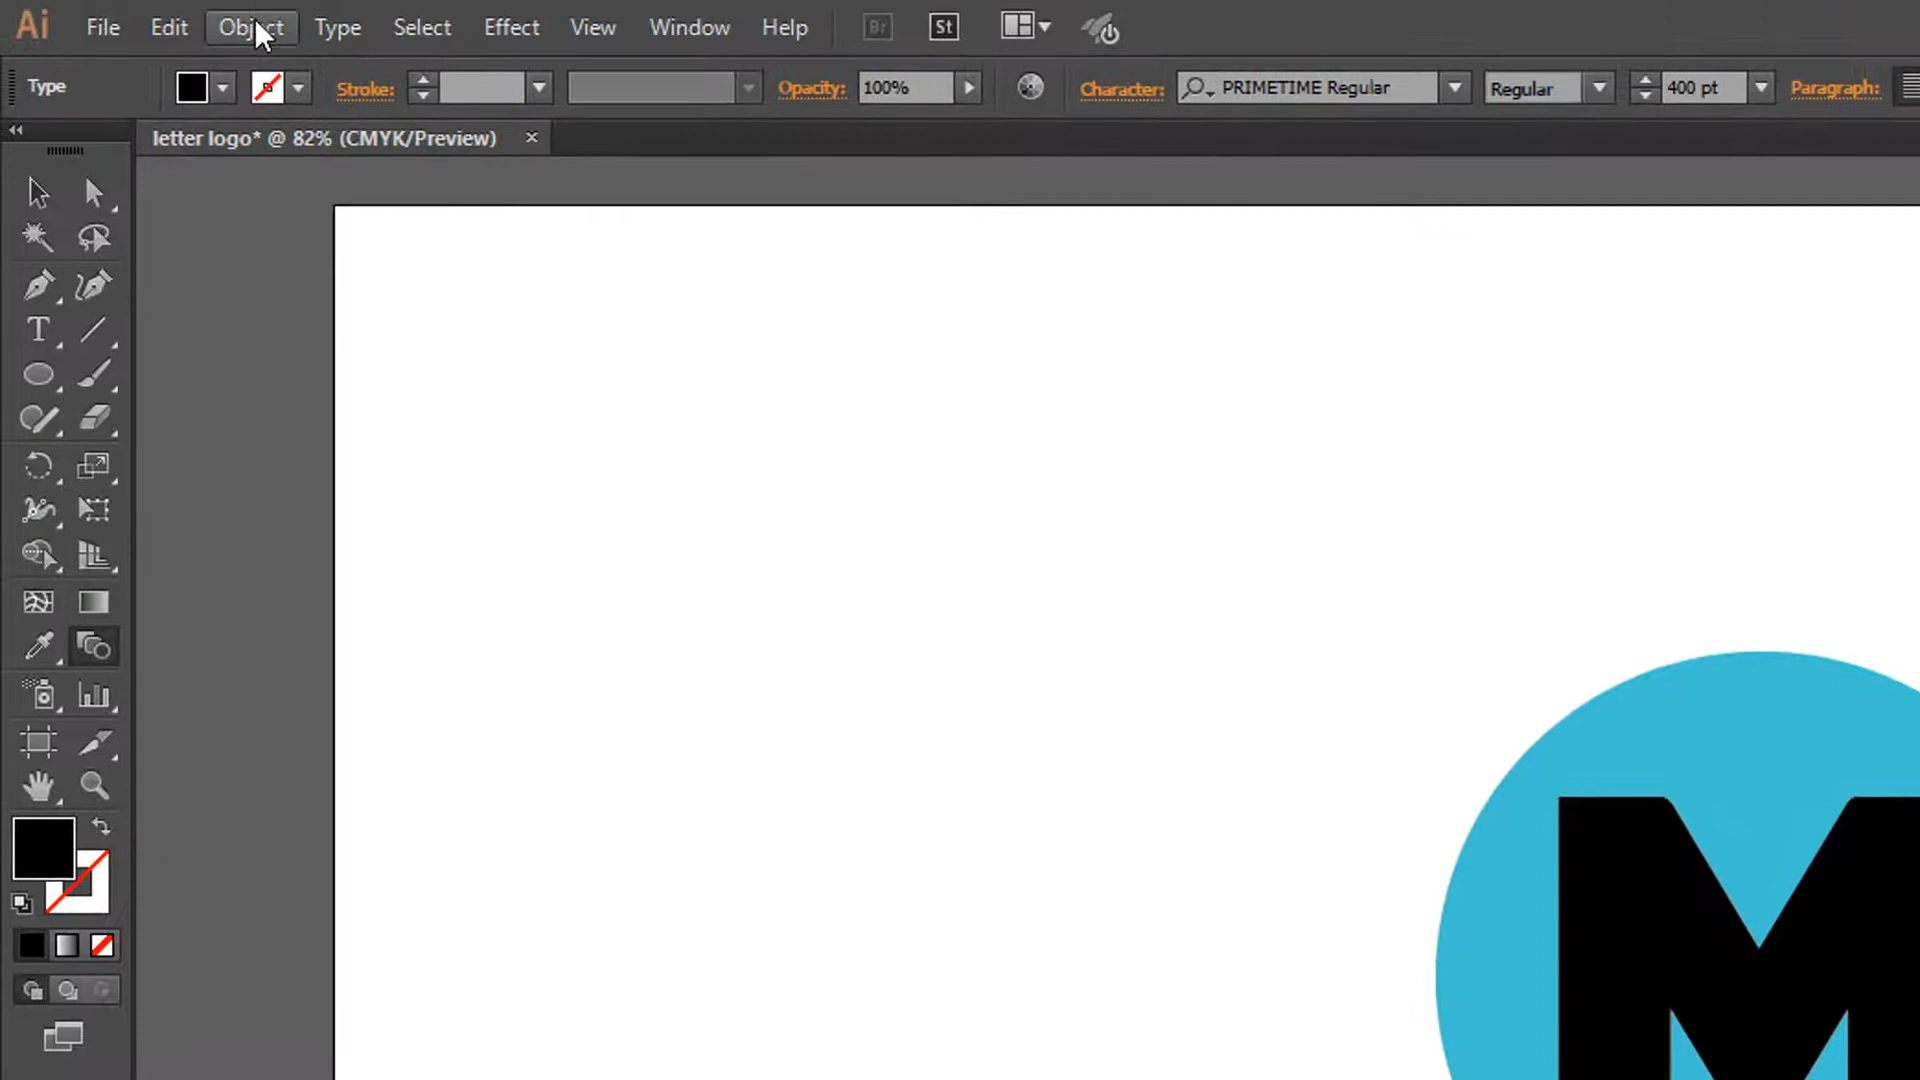 Ai File Edit Object Type Select Effect View Window Help Br St
Type Stroke: Opacity: 100% Character: PRIMETIME Regular Regular 400 pt Paragraph:
letter logo* @ 82% (CMYK/Preview) ×
T
M